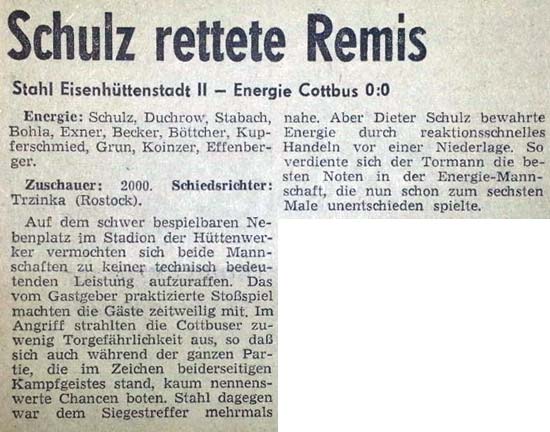 Schulz rettete Remis
Stahl Eisenhüttenstadt II – Energie Cottbus 0:0
Energie: Schulz, Duchrow, Stabach,
Bohla, Exner, Becker, Böttcher, Kup-
ferschmied, Grun, Koinzer, Effenber-
ger.
Zuschauer: 2000. Schiedsrichter:
Trzinka (Rostock).
Auf dem schwer bespielbaren Ne-
benplatz im Stadion der Hüttenwer-
ker vermochten sich beide Mann-
schaften zu keiner technisch bedeu-
tenden Leistung aufzuraffen. Das
vom Gastgeber praktizierte Stoßspiel
machten die Gäste zeitweilig mit. Im
Angriff strahlten die Cottbuser zu-
wenig Torgefährlichkeit aus, so daß
sich auch während der ganzen Par-
tie, die im Zeichen beiderseitigen
Kampfgeistes stand, kaum nennens-
werte Chancen boten. Stahl dagegen
war dem Siegestreffer mehrmals
nahe. Aber Dieter Schulz bewahrte
Energie durch reaktionsschnelles
Handeln vor einer Niederlage. So
verdiente sich der Tormann die be-
sten Noten in der Energie-Mann-
schaft, die nun schon zum sechsten
Male unentschieden spielte.